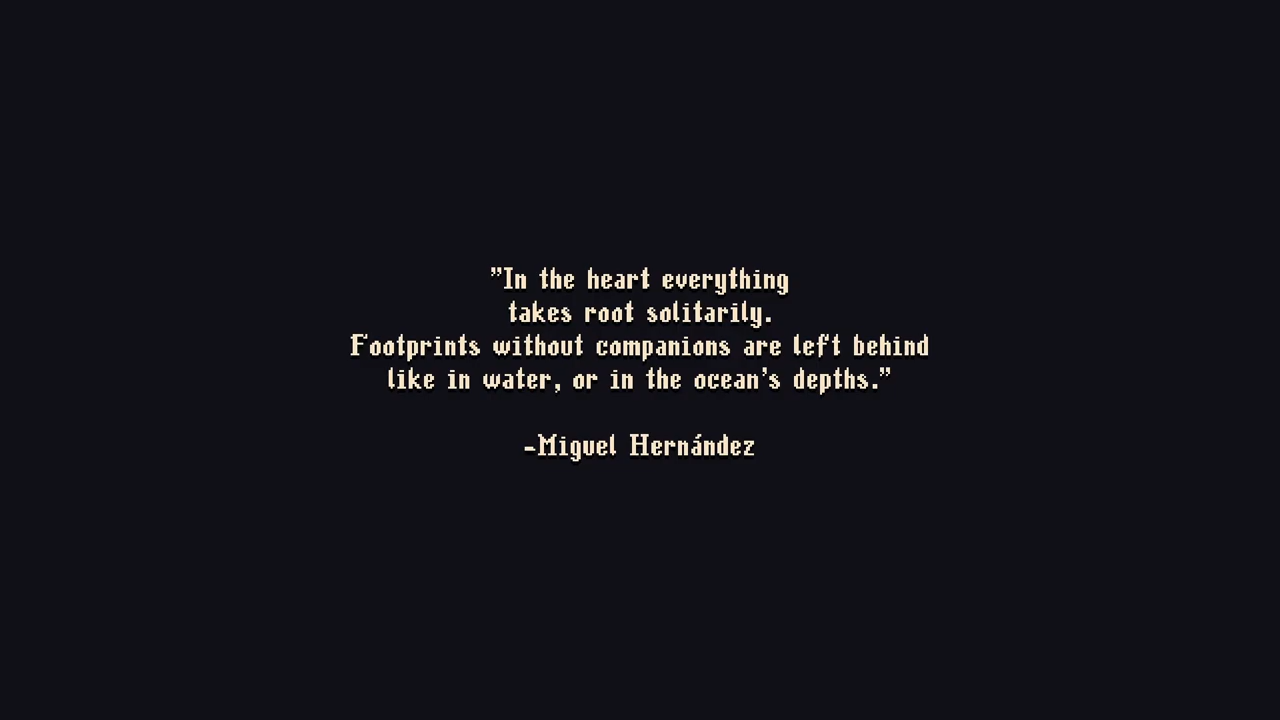 "In the heart everything
takes root solitarily.
Footprints without companions are left behind
like in water, or in the ocean's depths."
-Miguel Hernández